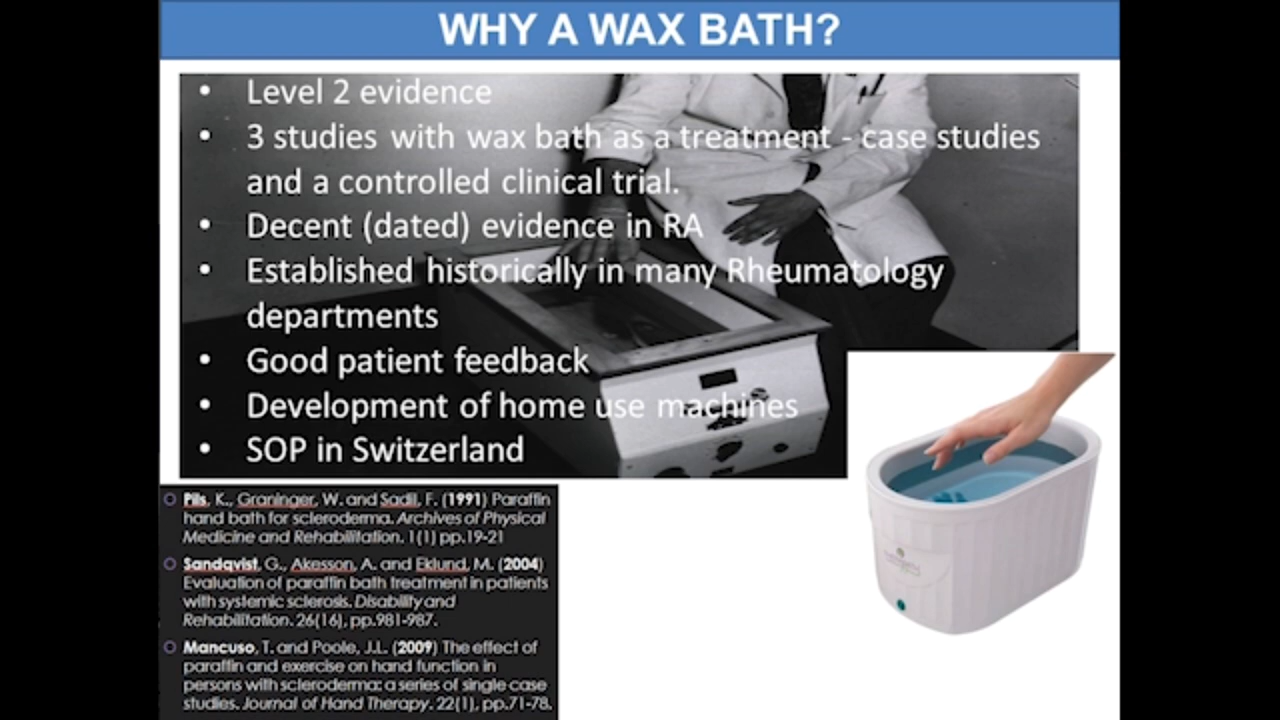 WHY A WAX BATH?
• Level 2 evidence
• 3 studies with wax bath as a treatment - case studies
and a controlled clinical trial.
• Decent (dated) evidence in RA
• Established historically in many Rheumatology
departments
• Good patient feedback
• Development of home use machines
• SOP in Switzerland
Pils, K., Graninger, W. and Sadil, F. (1991) Paraffin
hand bath for scleroderma. Archives of Physical
Medicine and Rehabilitation. 1(1) pp.19-21
Sandqvist, G., Akesson, A. and Eklund, M. (2004)
Evaluation of paraffin bath treatment in patients
with systemic sclerosis. Disability and
Rehabilitation. 26(16), pp.981-987.
Mancuso, T. and Poole, J.L. (2009) The effect of
paraffin and exercise on hand function in
persons with scleroderma: a series of single case
studies. Journal of Hand Therapy. 22(1), pp.71-78.